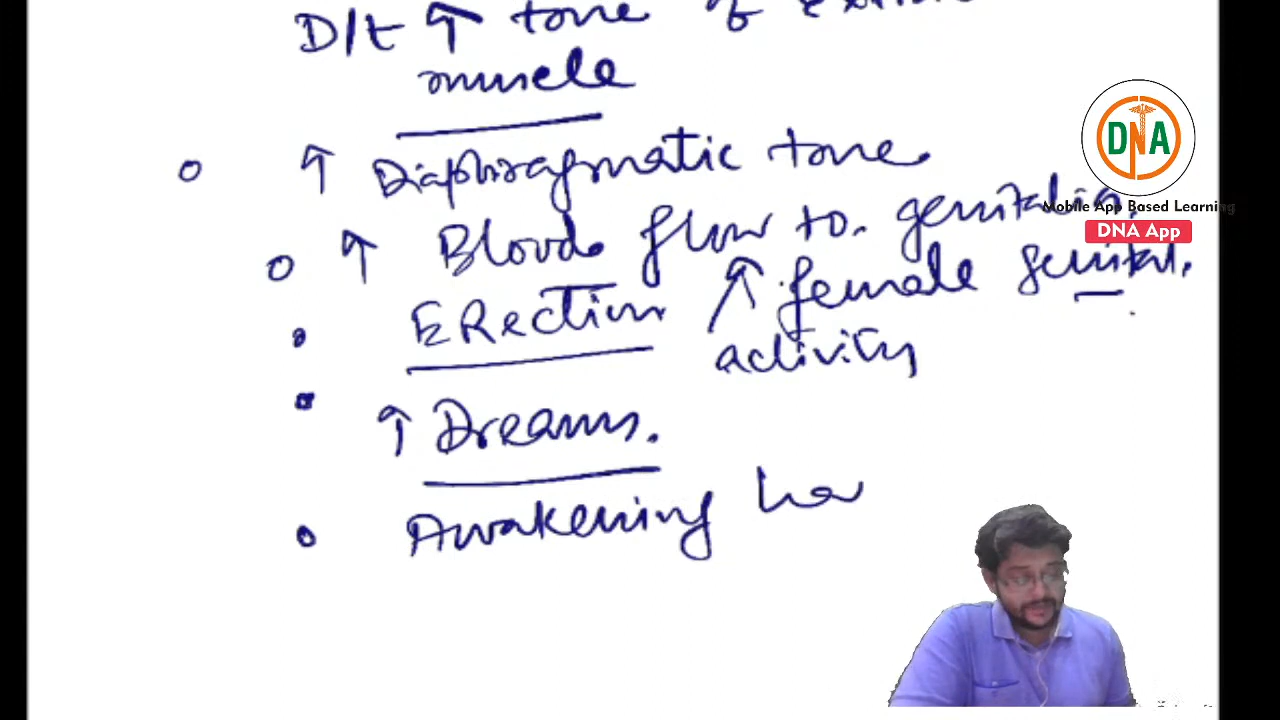 D/t ↑ tone of
muscle
↑ Diaphragmatic tone
↑ Blood flow to. genitalia.
ERection ↑ female genital.
activity
↑ Dreams.
Awakening
DNA
Mobile App Based Learning
DNA App